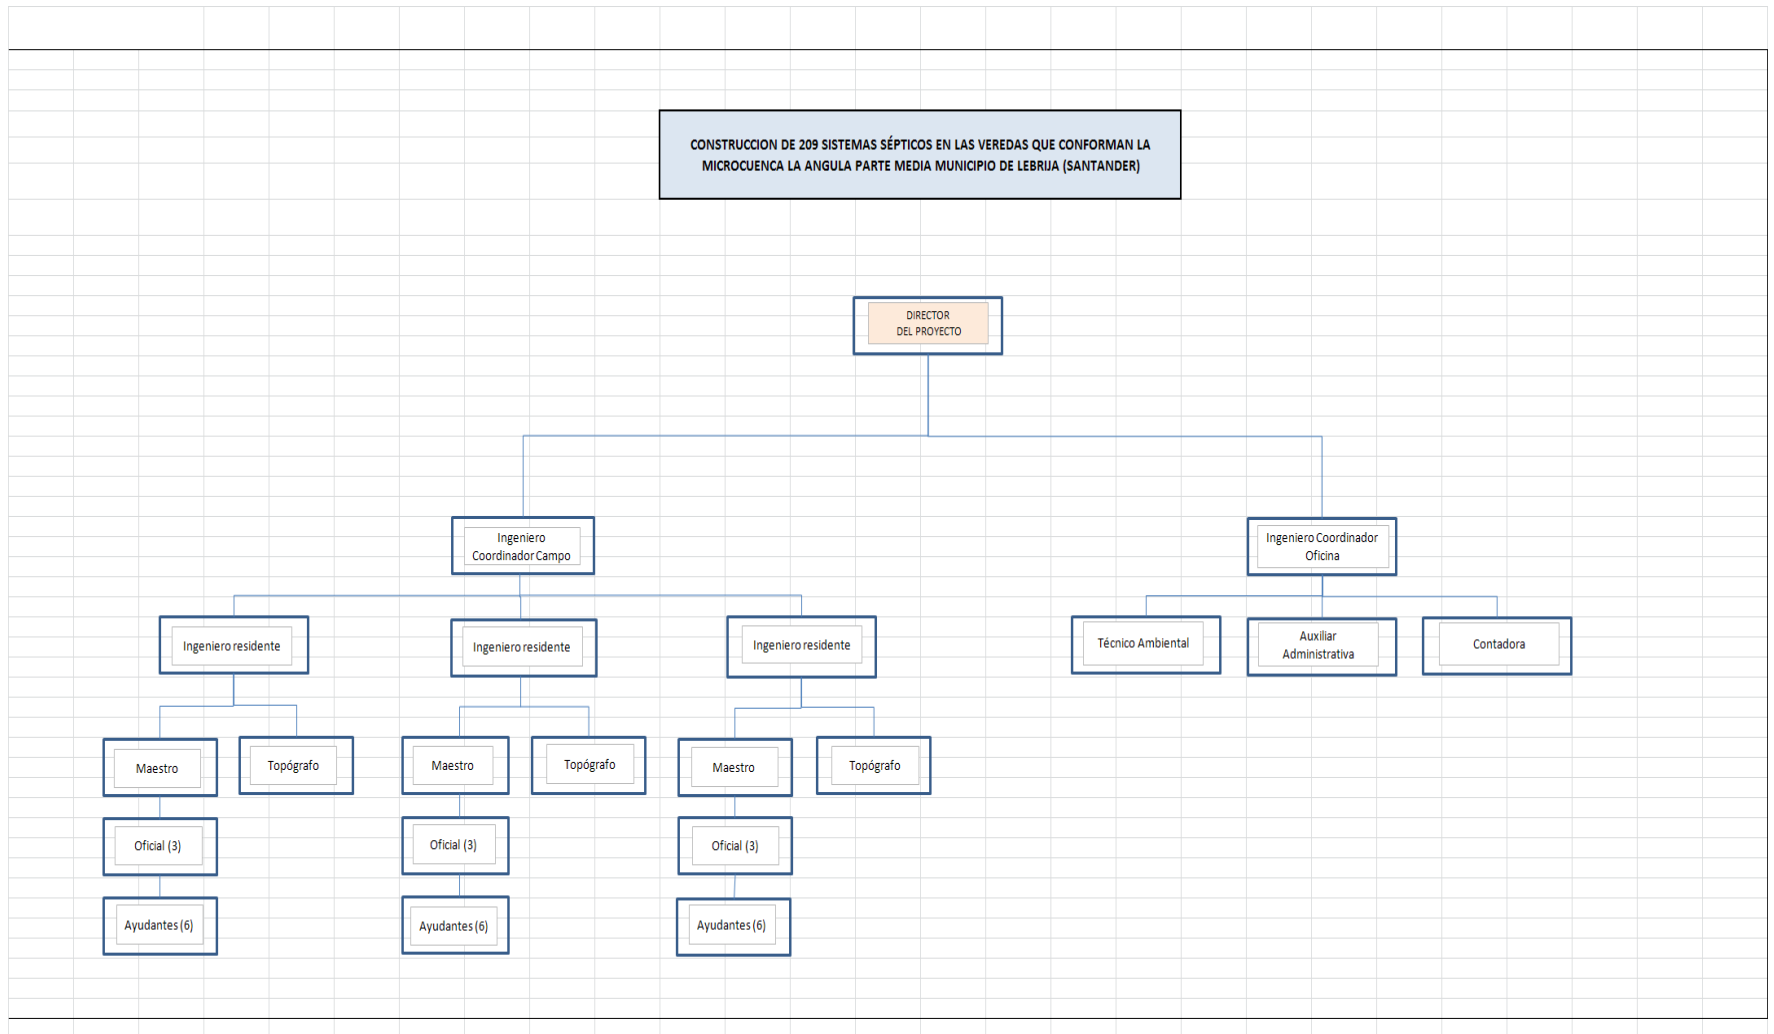 CONSTRUCCION DE 209 SISTEMAS SÉPTICOS EN LAS VEREDAS QUE CONFORMAN LA
MICROCUENCA LA ANGULA PARTE MEDIA MUNICIPIO DE LEBRIJA (SANTANDER)
DIRECTOR
DEL PROYECTO
Ingeniero
Coordinador Campo
Ingeniero Coordinador
Oficina
Ingeniero residente
Ingeniero residente
Ingeniero residente
Técnico Ambiental
Auxiliar
Administrativa
Contadora
Maestro
Topógrafo
Maestro
Topógrafo
Maestro
Topógrafo
Oficial (3)
Oficial (3)
Oficial (3)
Ayudantes (6)
Ayudantes (6)
Ayudantes (6)